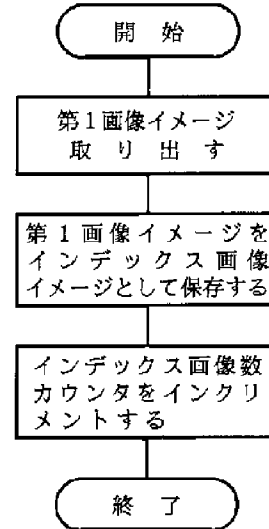 開始
第1画像イメージ
取り出す
第1画像イメージを
インデックス画像
イメージとして保存する
インデックス画像数
カウンタをインクリ
メントする
終了